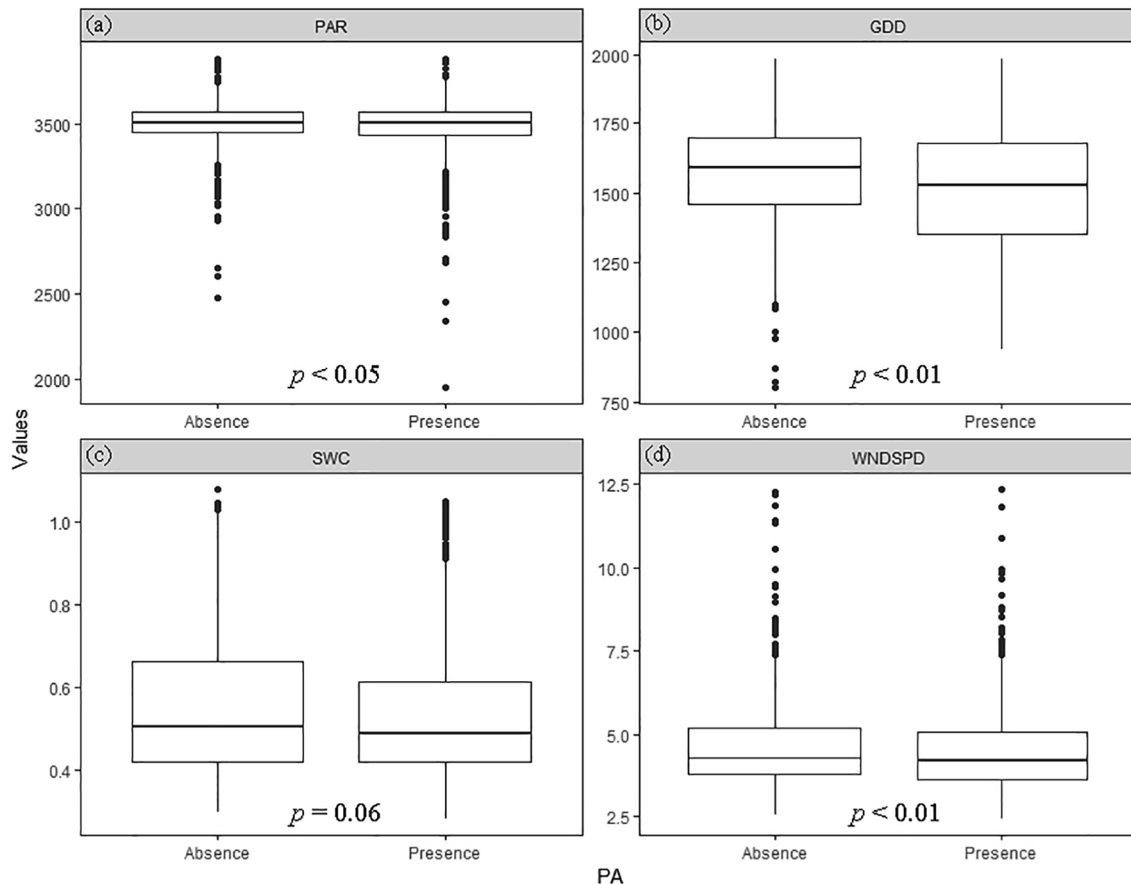 (a) PAR
(b) GDD
3500
3000
2500
2000
p < 0.05
Absence Presence
2000
1750
1500
1250
1000
750
p < 0.01
Absence Presence
Values
(c) SWC
(d) WNDSPD
1.0
0.8
0.6
0.4
p = 0.06
Absence Presence
12.5
10.0
7.5
5.0
2.5
p < 0.01
Absence Presence
PA